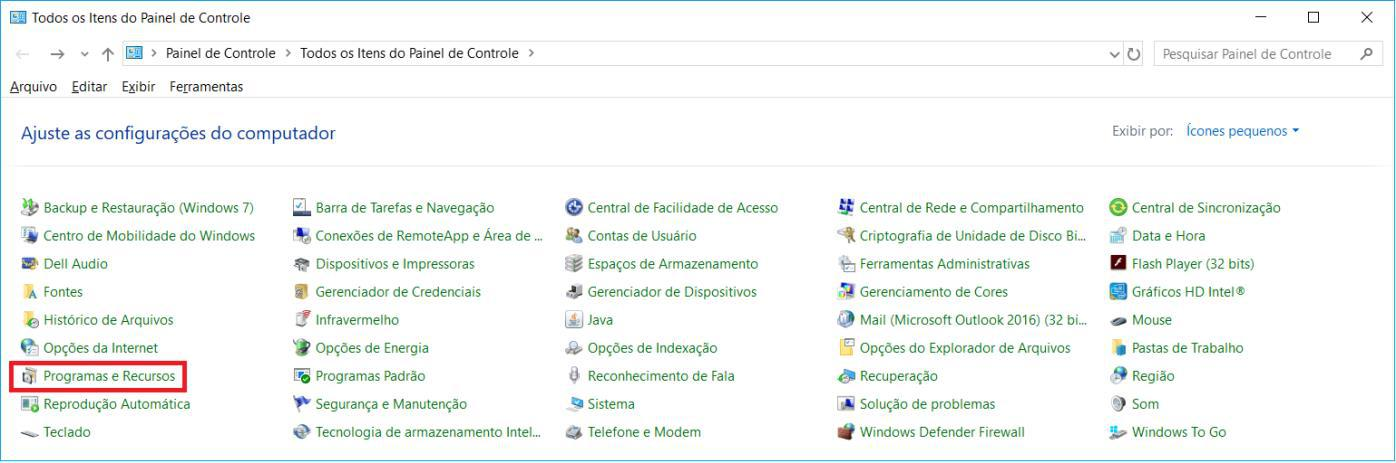 Todos os Itens do Painel de Controle
Painel de Controle > Todos os Itens do Painel de Controle >
Pesquisar Painel de Controle
Arquivo Editar Exibir Ferramentas
Ajuste as configurações do computador
Exibir por: Ícones pequenos
Backup e Restauração (Windows 7) Barra de Tarefas e Navegação Central de Facilidade de Acesso Central de Rede e Compartilhamento Central de Sincronização
Centro de Mobilidade do Windows Conexões de RemoteApp e Área de ... Contas de Usuário Criptografia de Unidade de Disco Bi... Data e Hora
Dell Audio Dispositivos e Impressoras Espaços de Armazenamento Ferramentas Administrativas Flash Player (32 bits)
Fontes Gerenciador de Credenciais Gerenciador de Dispositivos Gerenciamento de Cores Gráficos HD Intel®
Histórico de Arquivos Infravermelho Java Mail (Microsoft Outlook 2016) (32 bi... Mouse
Opções da Internet Opções de Energia Opções de Indexação Opções do Explorador de Arquivos Pastas de Trabalho
Programas e Recursos Programas Padrão Reconhecimento de Fala Recuperação Região
Reprodução Automática Segurança e Manutenção Sistema Solução de problemas Som
Teclado Tecnologia de armazenamento Intel... Telefone e Modem Windows Defender Firewall Windows To Go